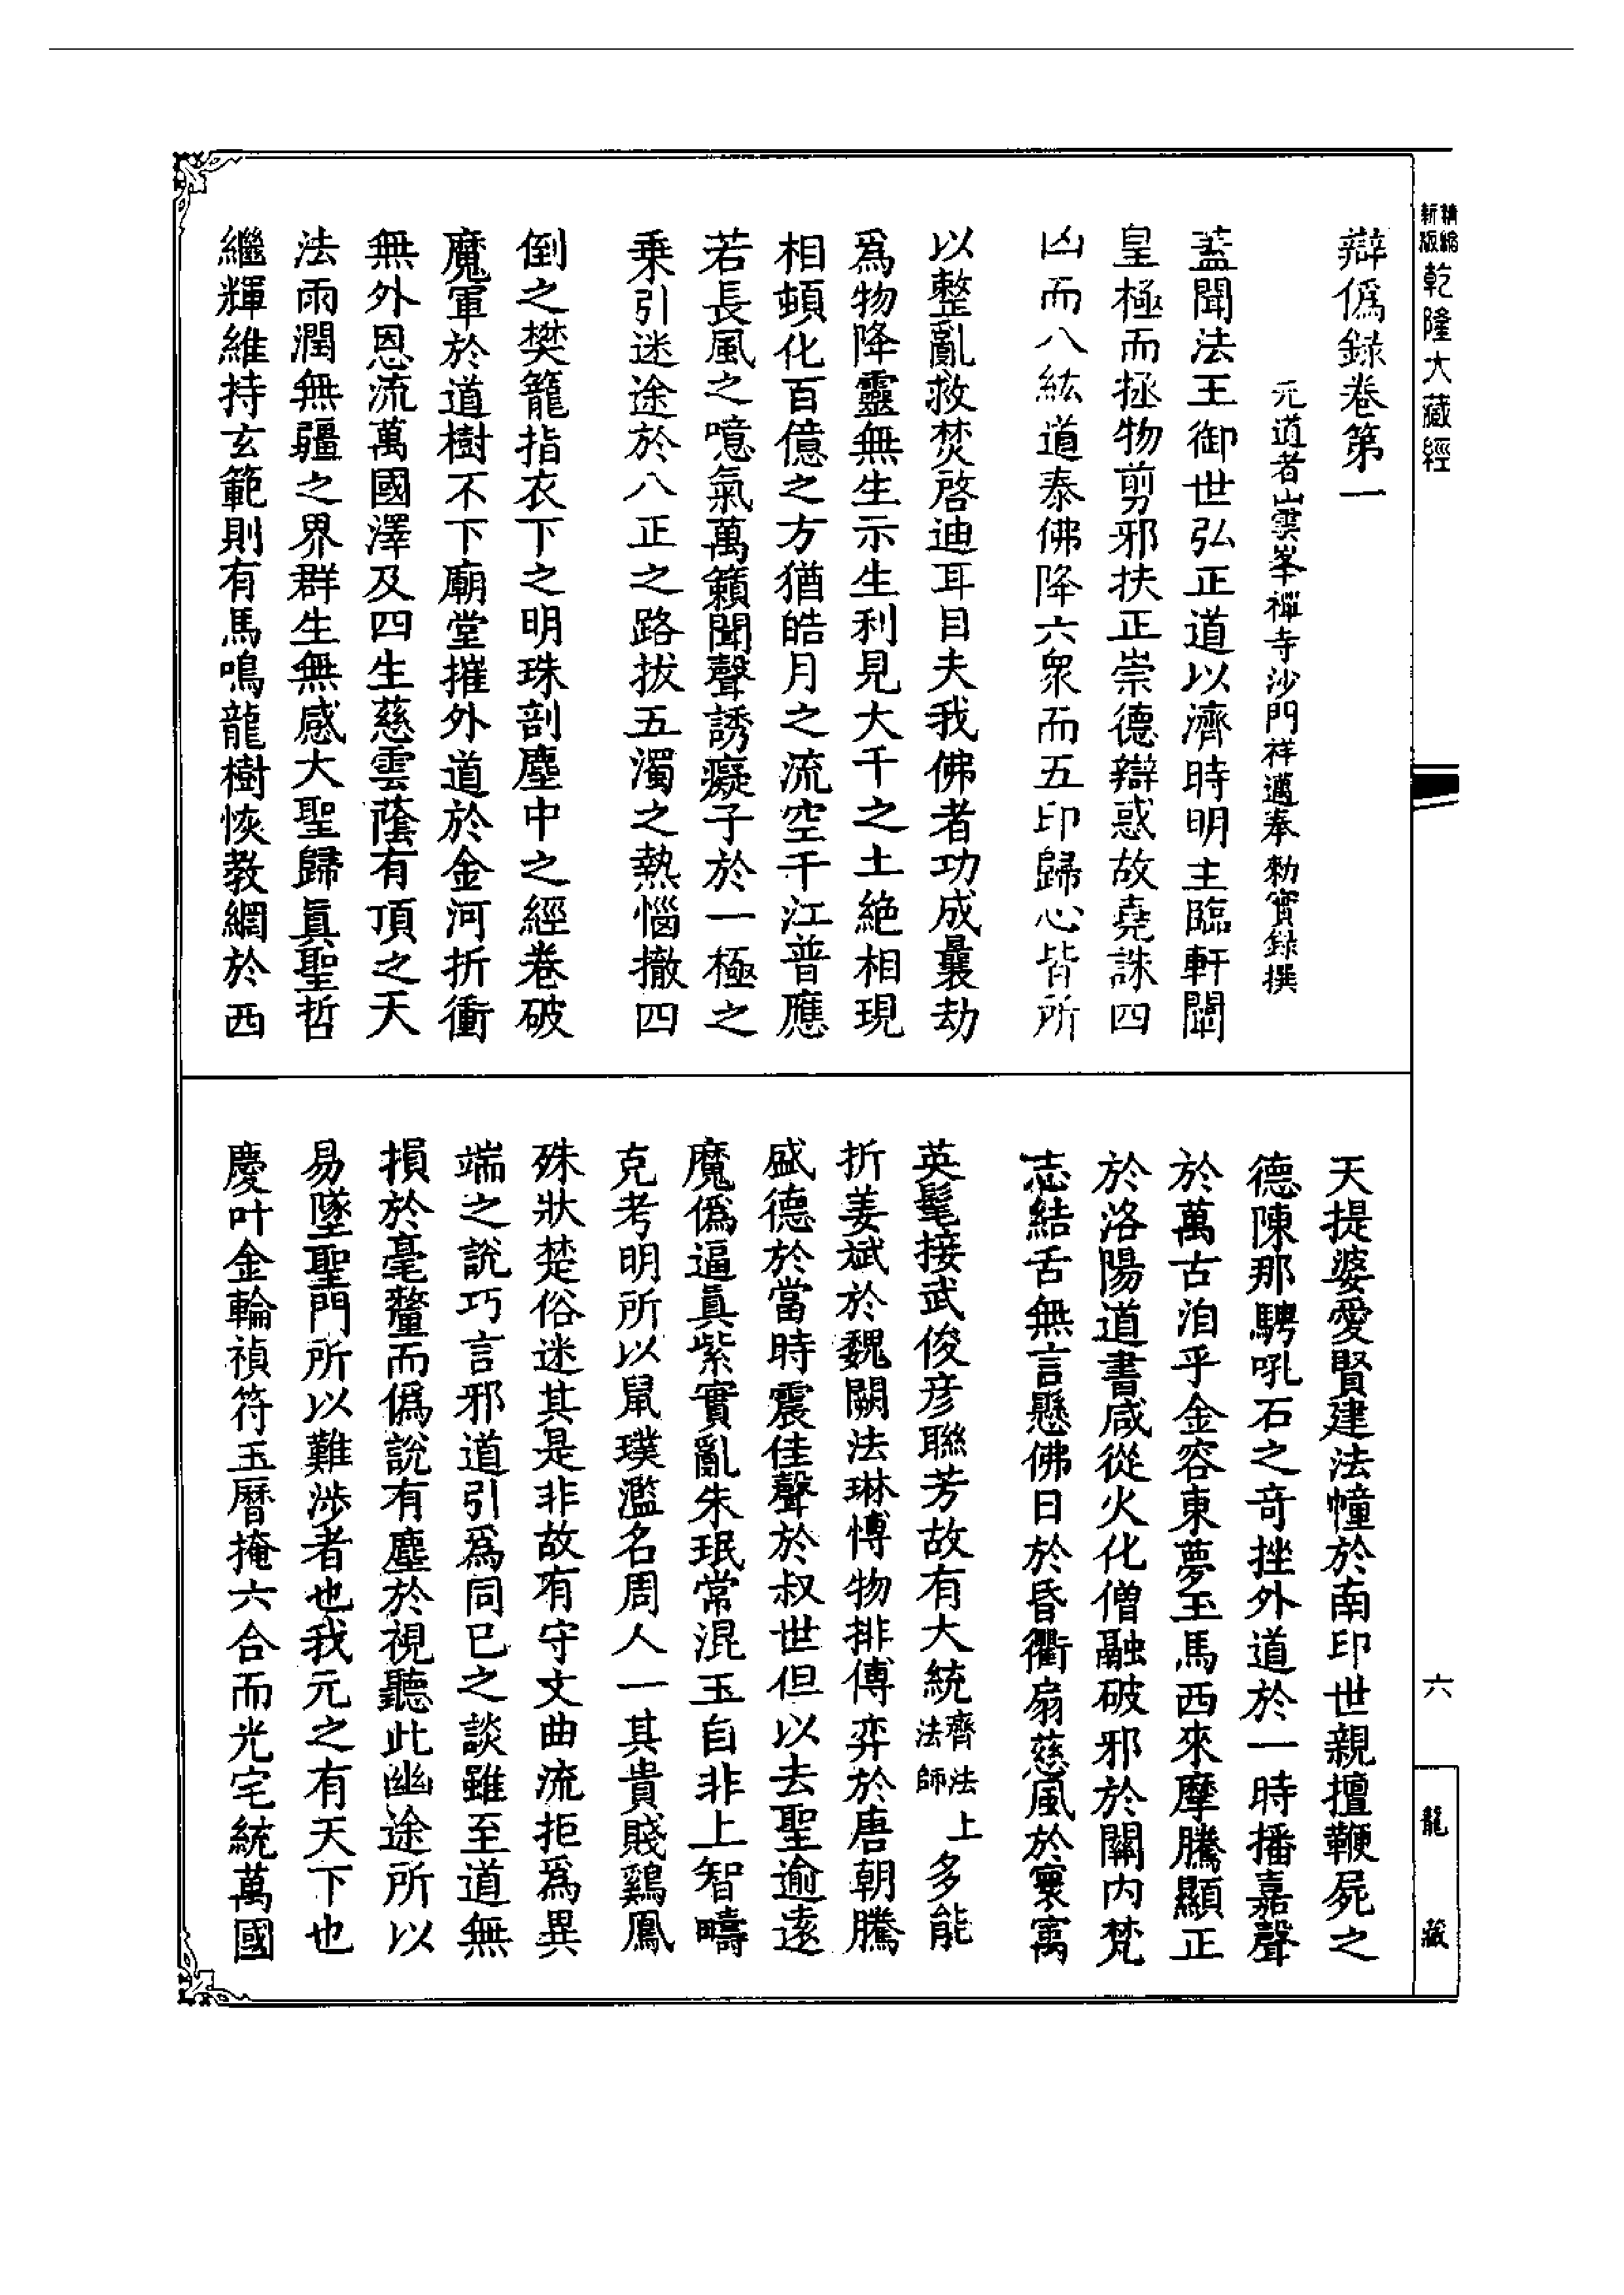 精縮新版乾隆大藏經
辯僞錄卷第一
元道者山雲峯禪寺沙門祥邁奉勅實錄撰
蓋聞法王御世弘正道以濟時明主臨軒闡
皇極而拯物剪邪扶正崇德辯惑故堯誅四
凶而八紘道泰佛降六衆而五印歸心皆所
以整亂救焚啓迪耳目夫我佛者功成曩劫
爲物降靈無生示生利見大千之土絶相現
相頓化百億之方猶皓月之流空千江普應
若長風之噫氣萬籟聞聲誘癡子於一極之
乗引迷途於八正之路拔五濁之熱惱撤四
倒之樊籠指衣下之明珠剖塵中之經卷破
魔軍於道樹不下廟堂摧外道於金河折衝
無外恩流萬國澤及四生慈雲蔭有頂之天
法雨潤無疆之界群生無感大聖歸眞聖哲
繼輝維持玄範則有馬鳴龍樹恢教網於西
天提婆愛賢建法幢於南印世親擅鞭屍之
德陳那騁吼石之奇挫外道於一時播嘉聲
於萬古洎乎金容東夢玉馬西來摩騰顯正
於洛陽道書咸從火化僧融破邪於關内梵
志結舌無言懸佛日於昏衢扇慈風於寰寓
英髦接武俊彦聯芳故有大統齊法上法師多能
折姜斌於魏闕法琳博物排傅弈於唐朝騰
盛德於當時震佳聲於叔世但以去聖逾遠
魔僞逼眞紫實亂朱珉常混玉自非上智疇
克考明所以鼠璞濫名周人一其貴賤鷄鳳
殊狀楚俗迷其是非故有守文曲流拒爲異
端之説巧言邪道引爲同已之談雖至道無
損於毫釐而僞説有塵於視聽此幽途所以
易墜聖門所以難涉者也我元之有天下也
慶叶金輪禎符玉曆掩六合而光宅統萬國
六
龍藏